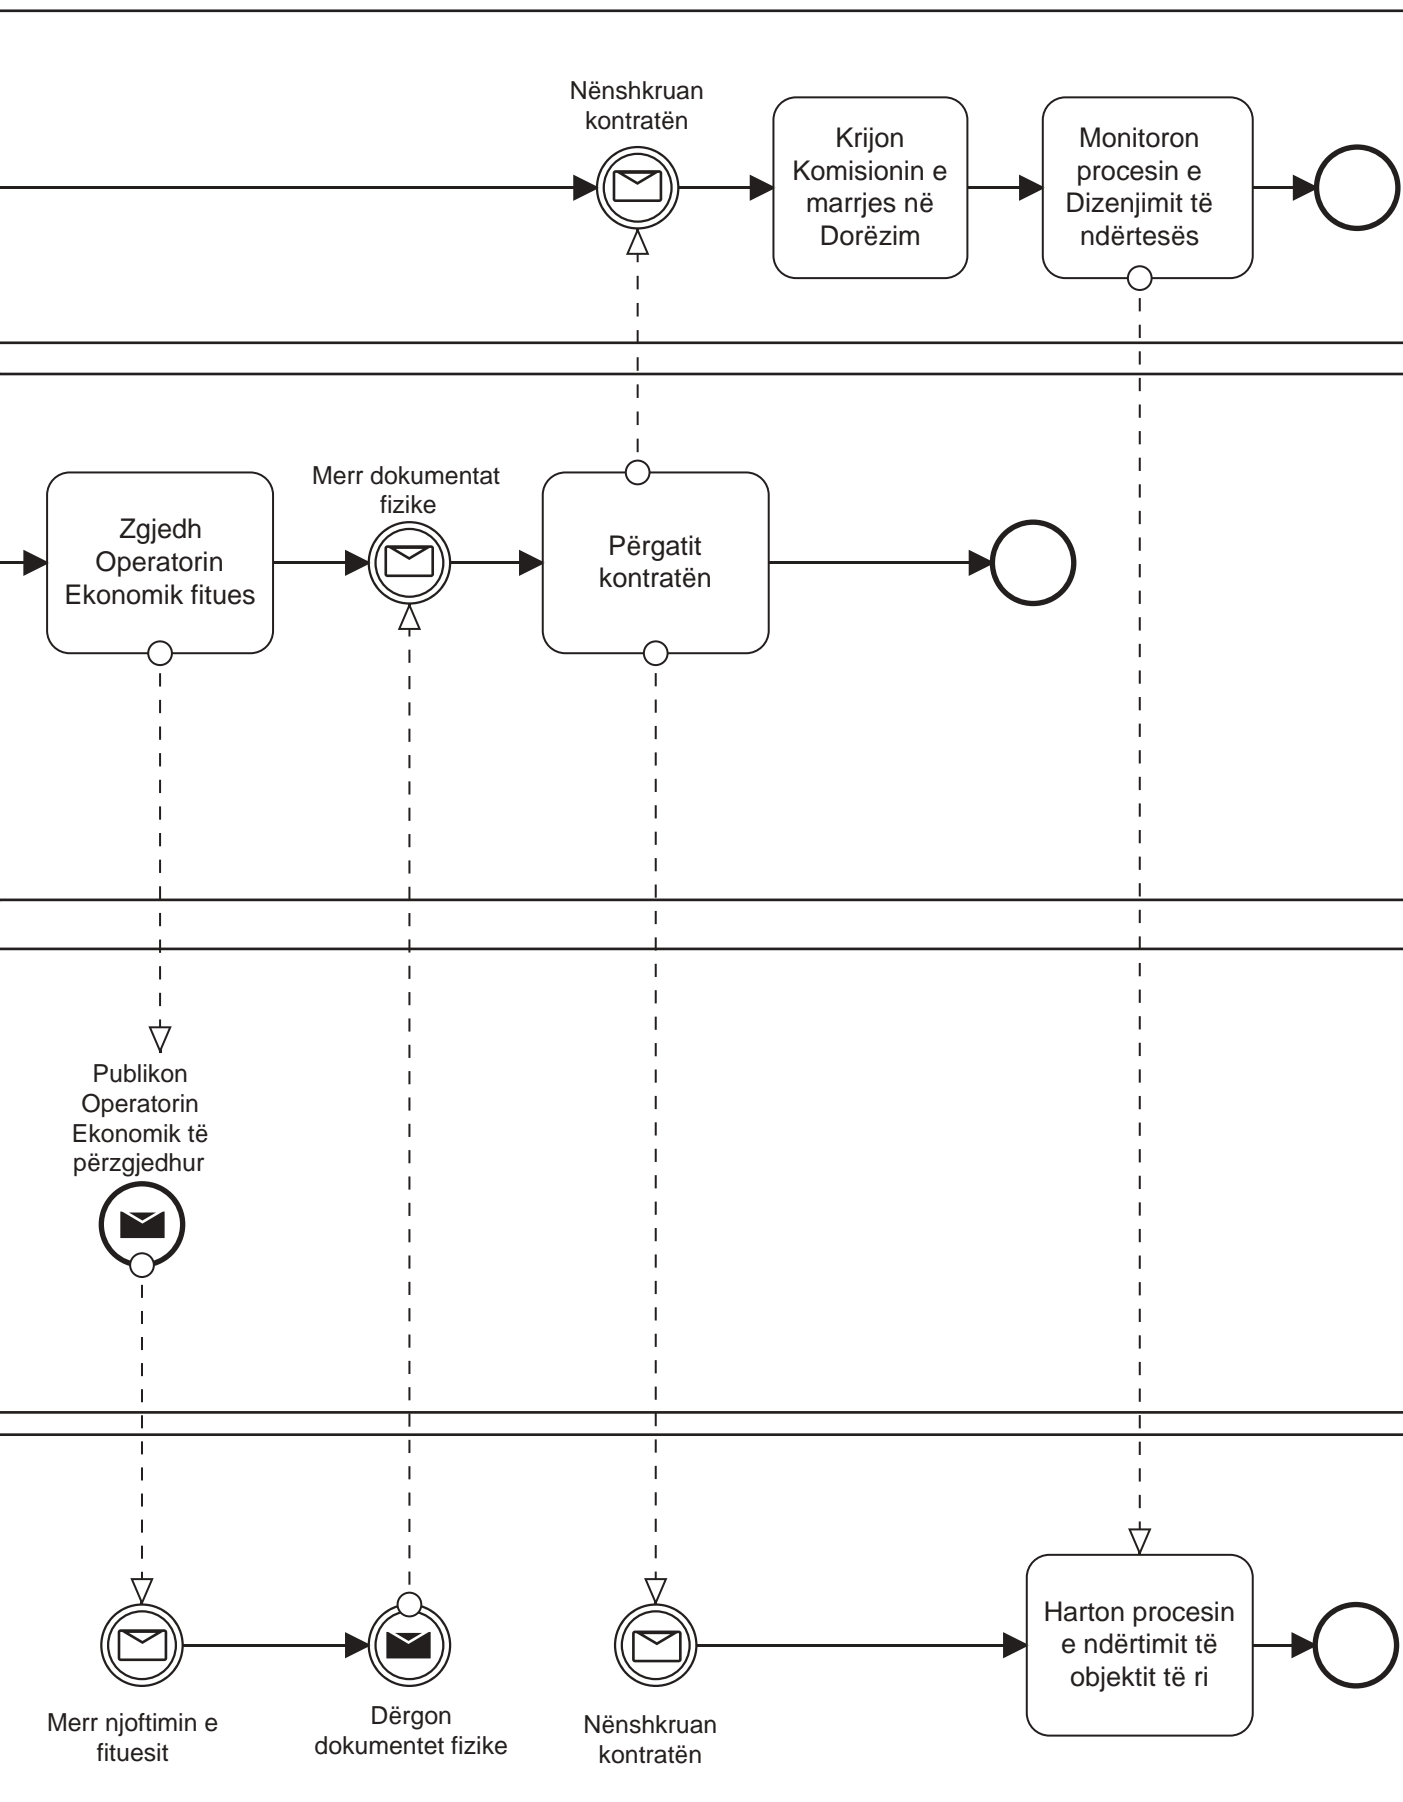 Nënshkruan
kontratën
Krijon
Komisionin e
marrjes në
Dorëzim
Monitoron
procesin e
Dizenjimit të
ndërtesës
Zgjedh
Operatorin
Ekonomik fitues
Merr dokumentat
fizike
Përgatit
kontratën
Publikon
Operatorin
Ekonomik të
përzgjedhur
Merr njoftimin e
fituesit
Dërgon
dokumentet fizike
Nënshkruan
kontratën
Harton procesin
e ndërtimit të
objektit të ri